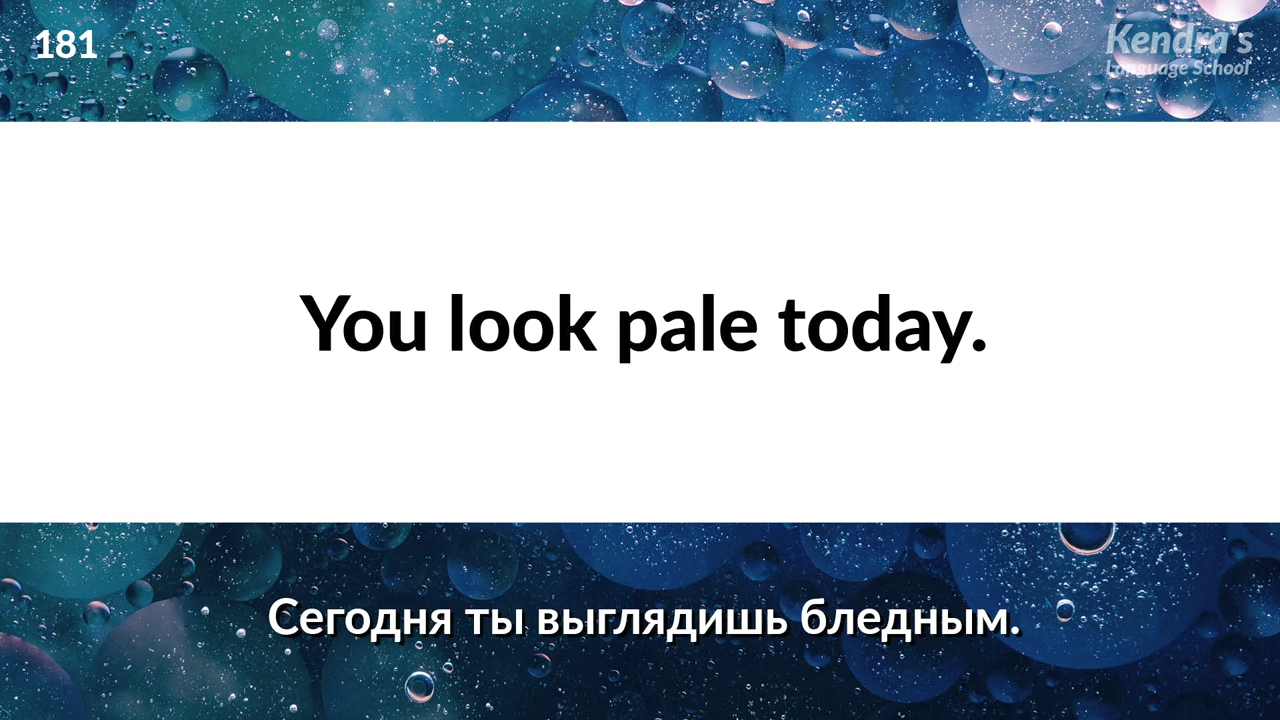 181
Kendra's
Language School
You look pale today.
Сегодня ты выглядишь бледным.